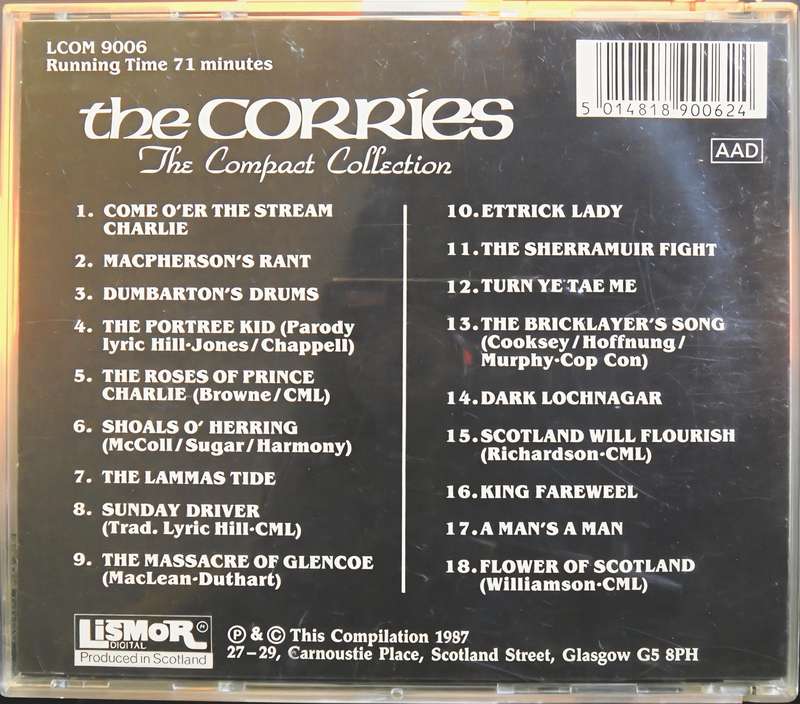 LCOM 9006
Running Time 71 minutes
5 014818 900624
the CORRíes
The Compact Collection
AAD
1. COME O'ER THE STREAM
CHARLIE
2. MACPHERSON'S RANT
3. DUMBARTON'S DRUMS
4. THE PORTREE KID (Parody
lyric Hill·Jones/Chappell)
5. THE ROSES OF PRINCE
CHARLIE (Browne/CML)
6. SHOALS O' HERRING
(McColl/Sugar/Harmony)
7. THE LAMMAS TIDE
8. SUNDAY DRIVER
(Trad. Lyric Hill·CML)
9. THE MASSACRE OF GLENCOE
(MacLean·Duthart)
10. ETTRICK LADY
11. THE SHERRAMUIR FIGHT
12. TURN YE TAE ME
13. THE BRICKLAYER'S SONG
(Cooksey/Hoffnung/
Murphy·Cop Con)
14. DARK LOCHNAGAR
15. SCOTLAND WILL FLOURISH
(Richardson·CML)
16. KING FAREWEEL
17. A MAN'S A MAN
18. FLOWER OF SCOTLAND
(Williamson·CML)
LiSMOR
DIGITAL
Produced in Scotland
Ⓟ & © This Compilation 1987
27–29, Carnoustie Place, Scotland Street, Glasgow G5 8PH